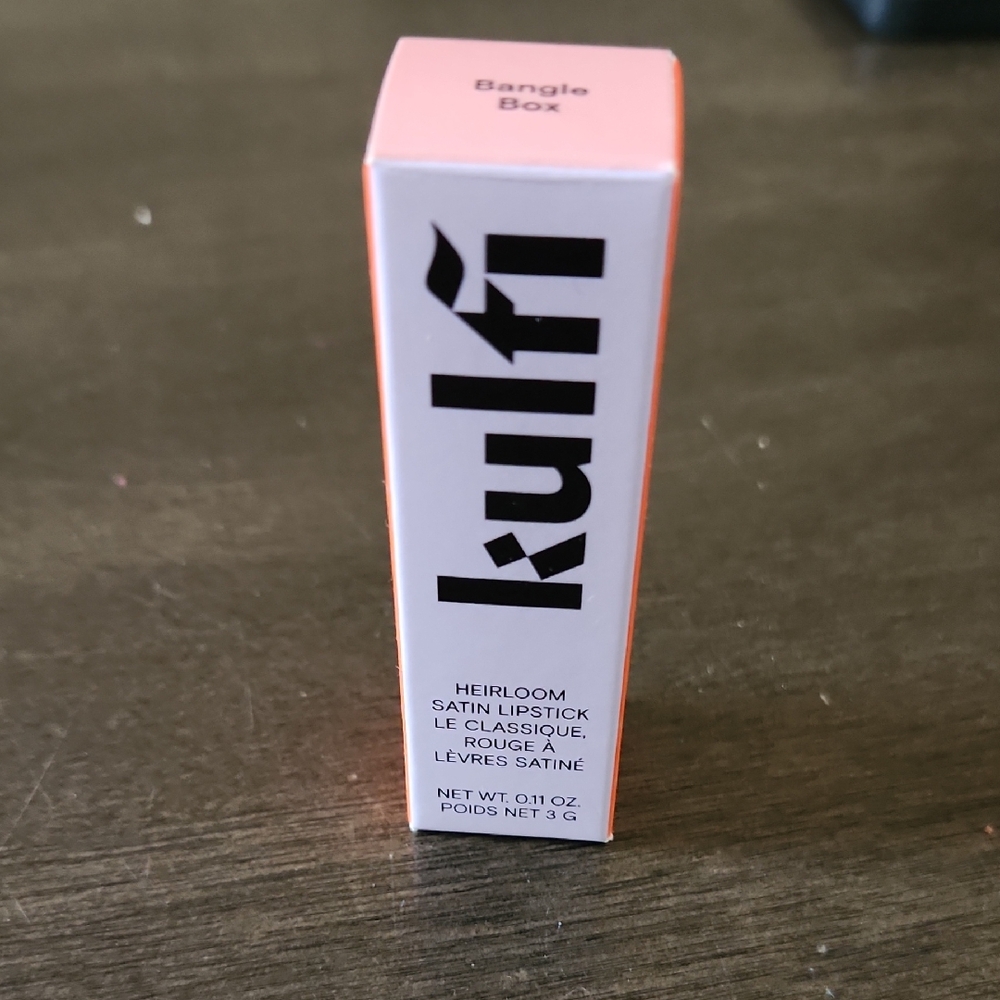 Bangle
Box
kulfi
HEIRLOOM
SATIN LIPSTICK
LE CLASSIQUE,
ROUGE À
LÈVRES SATINÉ
NET WT. 0.11 OZ.
POIDS NET 3 G